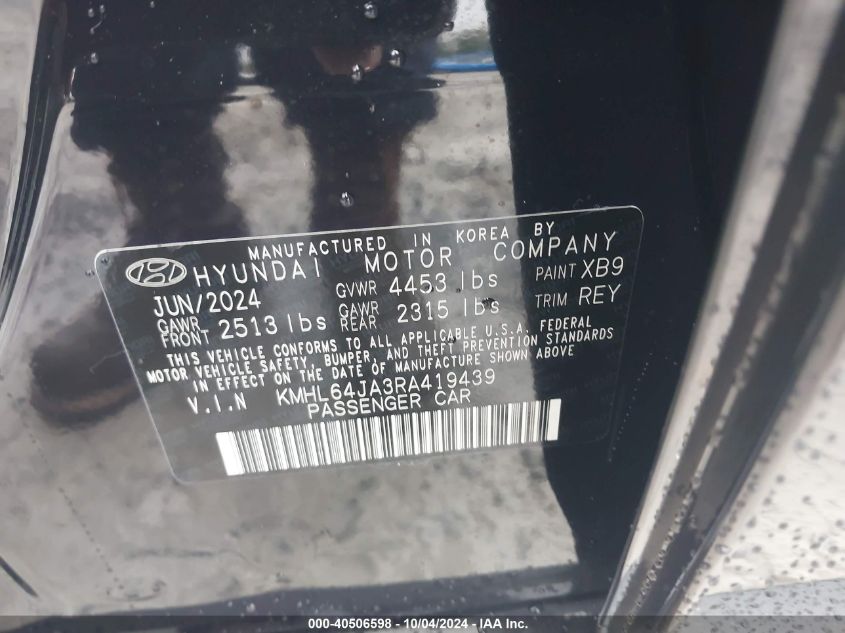 MANUFACTURED IN KOREA BY
HYUNDAI MOTOR COMPANY
JUN/2024 GVWR 4453 lbs PAINT XB9
GAWR FRONT 2513 lbs GAWR REAR 2315 lbs TRIM REY
THIS VEHICLE CONFORMS TO ALL APPLICABLE U.S.A. FEDERAL
MOTOR VEHICLE SAFETY, BUMPER, AND THEFT PREVENTION STANDARDS
IN EFFECT ON THE DATE OF MANUFACTURE SHOWN ABOVE
V.I.N KMHL64JA3RA419439
PASSENGER CAR
000-40506598 - 10/04/2024 - IAA Inc.